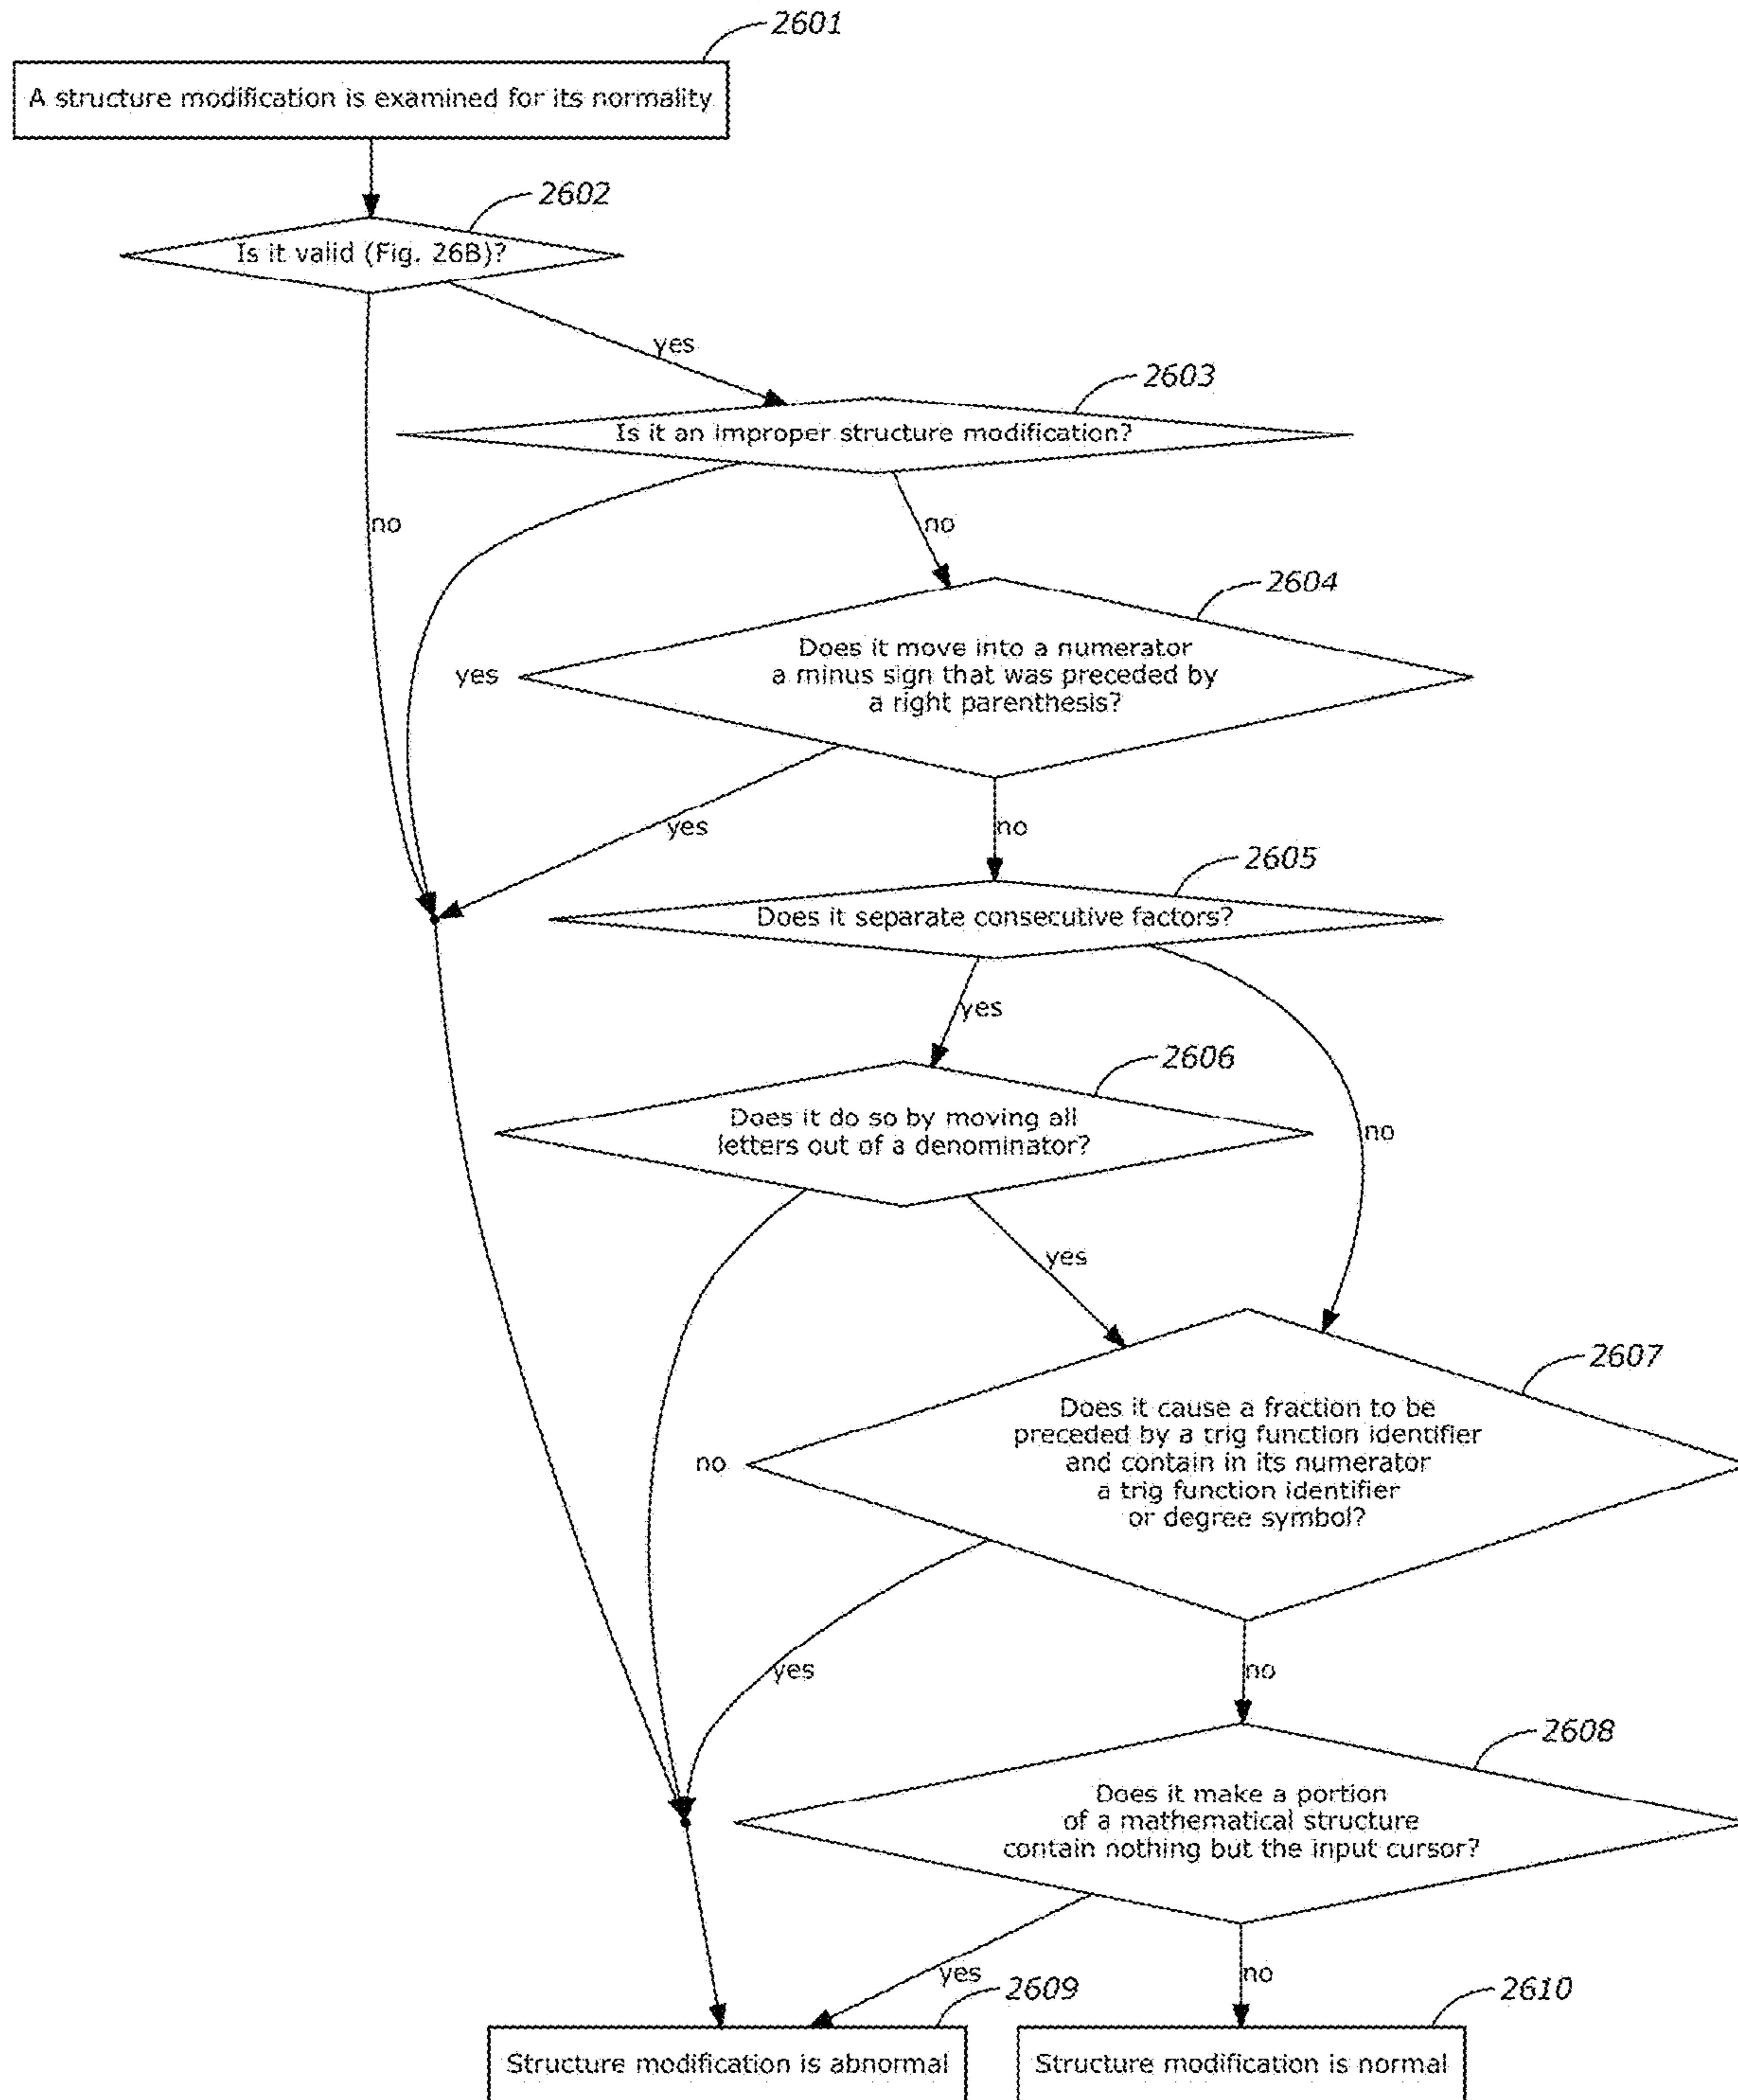 2601
A structure modification is examined for its normality
2602
Is it valid (Fig. 26B)?
yes
2603
Is it an improper structure modification?
no
no
2604
Does it move into a numerator
a minus sign that was preceded by
a right parenthesis?
yes
yes
no
2605
Does it separate consecutive factors?
yes
2606
Does it do so by moving all
letters out of a denominator?
no
yes
2607
Does it cause a fraction to be
preceded by a trig function identifier
and contain in its numerator
a trig function identifier
or degree symbol?
no
yes
no
2608
Does it make a portion
of a mathematical structure
contain nothing but the input cursor?
yes
no
2609
2610
Structure modification is abnormal
Structure modification is normal